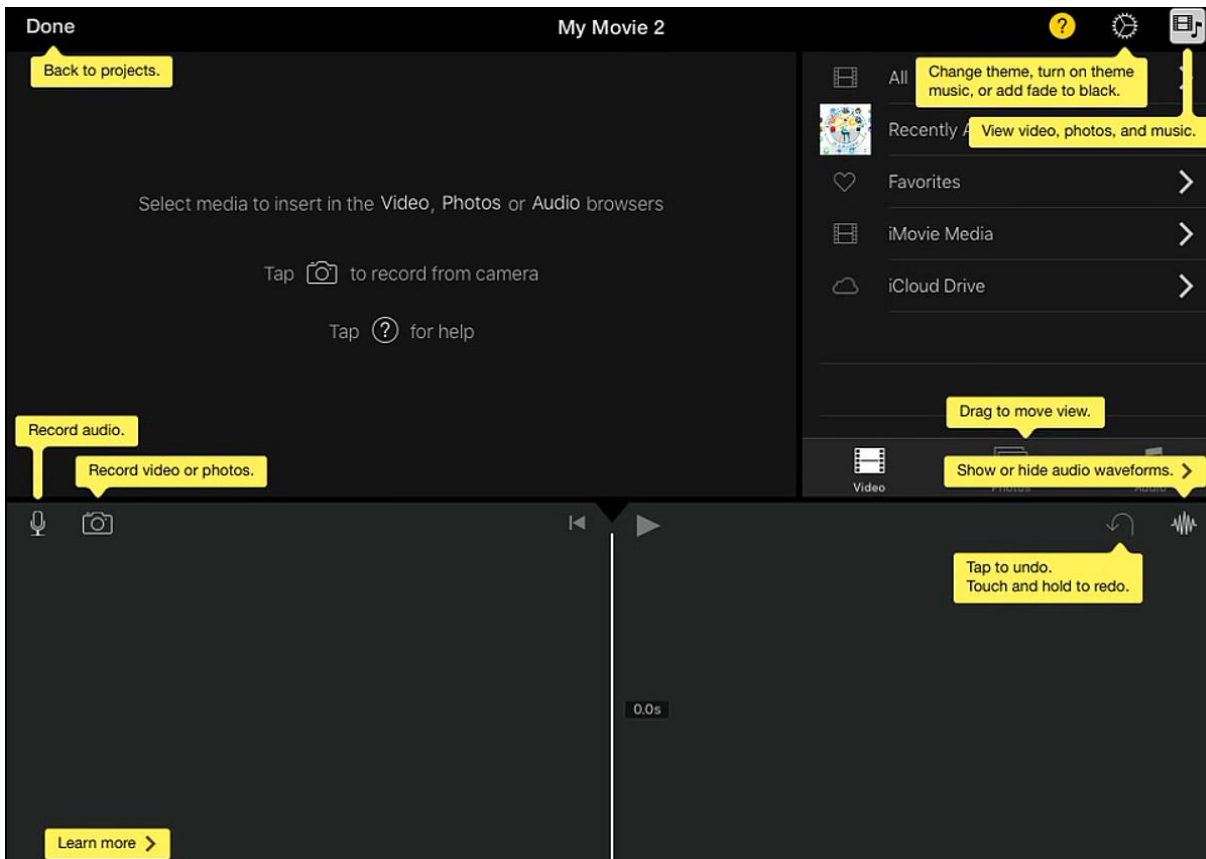 Done
My Movie 2
?
Back to projects.
All
Change theme, turn on theme
music, or add fade to black.
Recently A
View video, photos, and music.
Favorites
iMovie Media
iCloud Drive
Select media to insert in the Video, Photos or Audio browsers
Tap to record from camera
Tap ? for help
Drag to move view.
Record audio.
Record video or photos.
Show or hide audio waveforms.
Video
Photos
Audio
Tap to undo.
Touch and hold to redo.
0.0s
Learn more